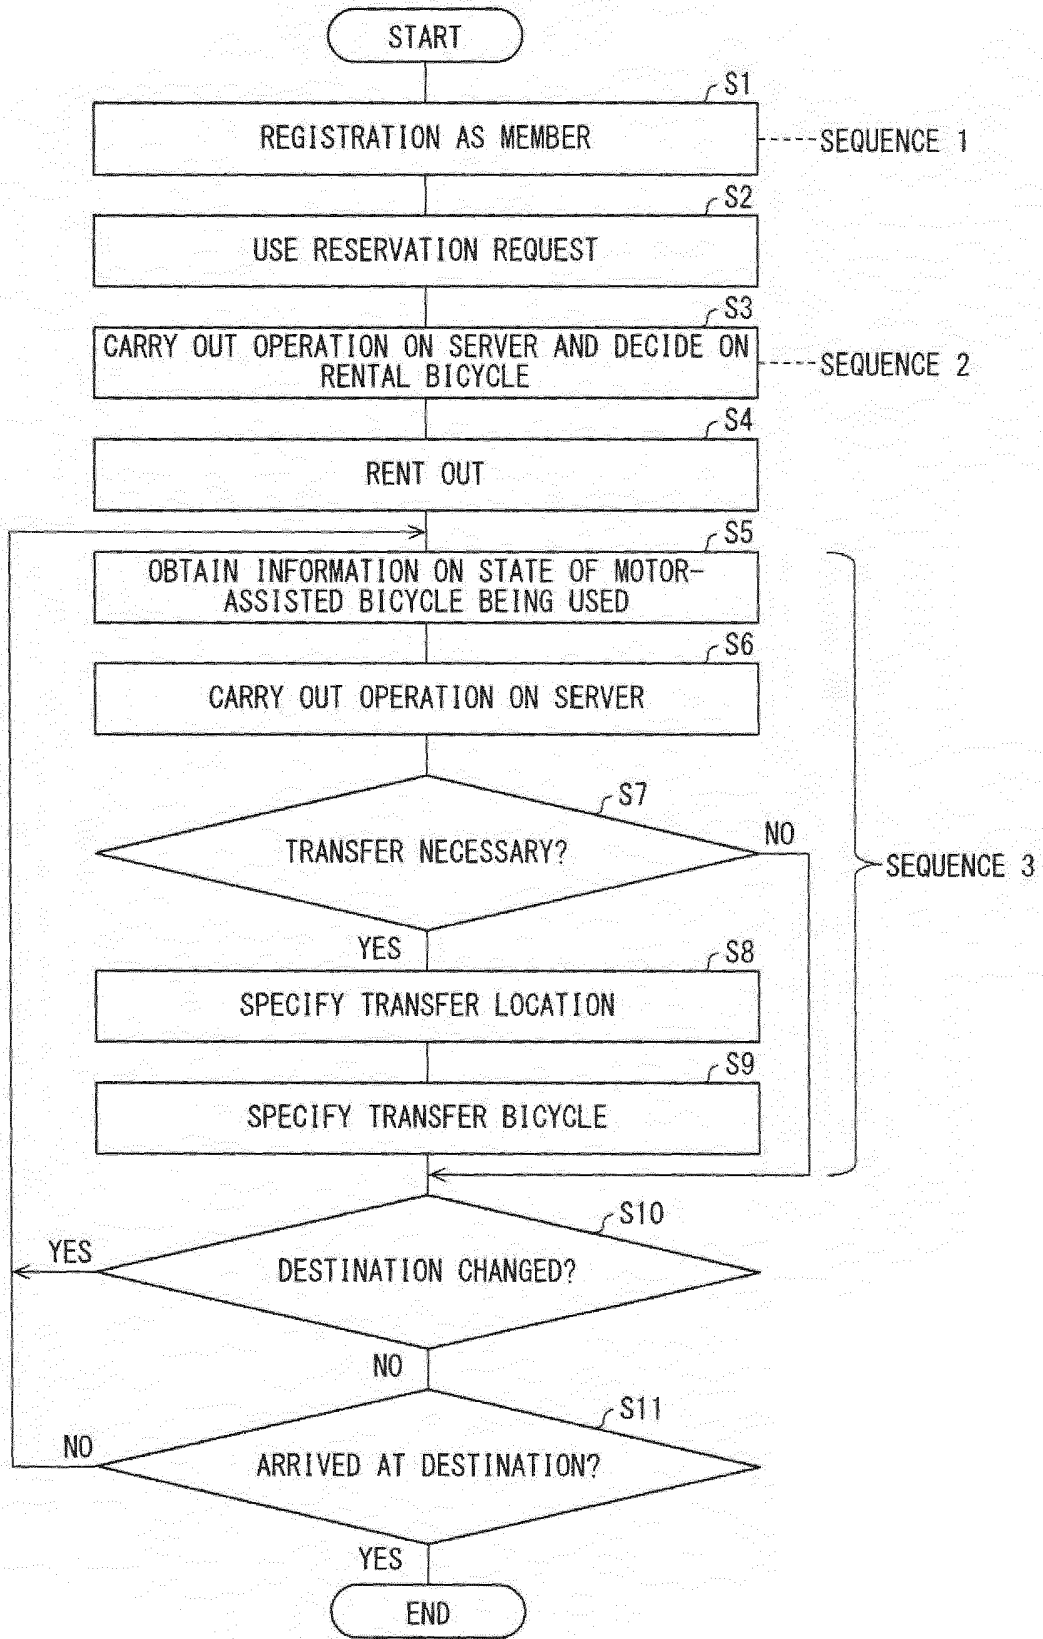 START
S1
REGISTRATION AS MEMBER
SEQUENCE 1
S2
USE RESERVATION REQUEST
S3
CARRY OUT OPERATION ON SERVER AND DECIDE ON
RENTAL BICYCLE
SEQUENCE 2
S4
RENT OUT
S5
OBTAIN INFORMATION ON STATE OF MOTOR-
ASSISTED BICYCLE BEING USED
S6
CARRY OUT OPERATION ON SERVER
S7
TRANSFER NECESSARY?
NO
SEQUENCE 3
YES
S8
SPECIFY TRANSFER LOCATION
S9
SPECIFY TRANSFER BICYCLE
S10
DESTINATION CHANGED?
YES
NO
S11
ARRIVED AT DESTINATION?
NO
YES
END